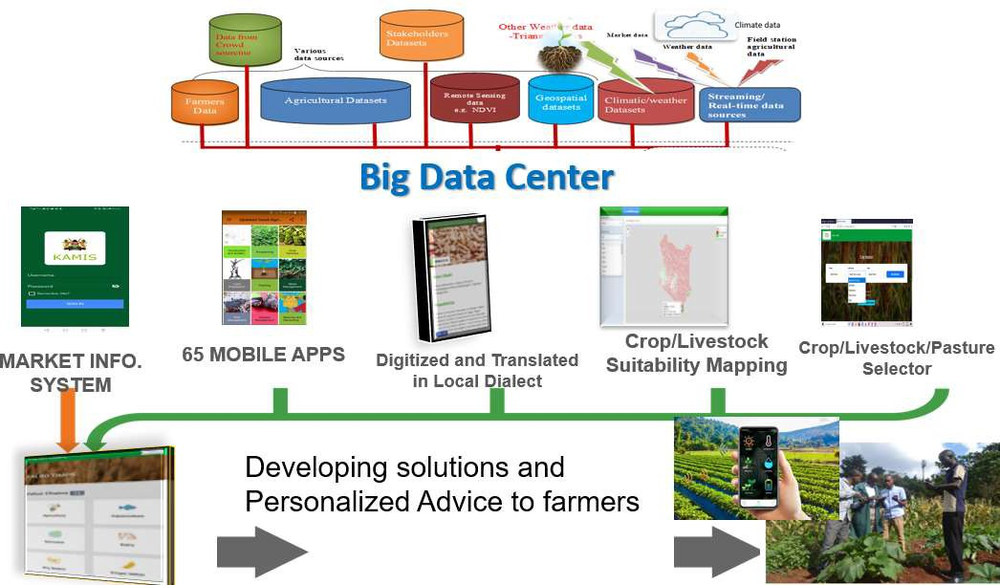 Other Weather data
Climate data
Market data
Weather data
Field station
agricultural
data
Data from
Crowd
sourcing
Various
data sources
Stakeholders
Datasets
Farmers
Data
Agricultural Datasets
Remote Sensing
data
e.g. NDVI
Geospatial
datasets
Climatic/weather
Datasets
Streaming/
Real-time data
sources
Big Data Center
KAMIS
Username
Password
MARKET INFO.
SYSTEM
65 MOBILE APPS
Digitized and Translated
in Local Dialect
Crop/Livestock
Suitability Mapping
Crop/Livestock/Pasture
Selector
Developing solutions and
Personalized Advice to farmers